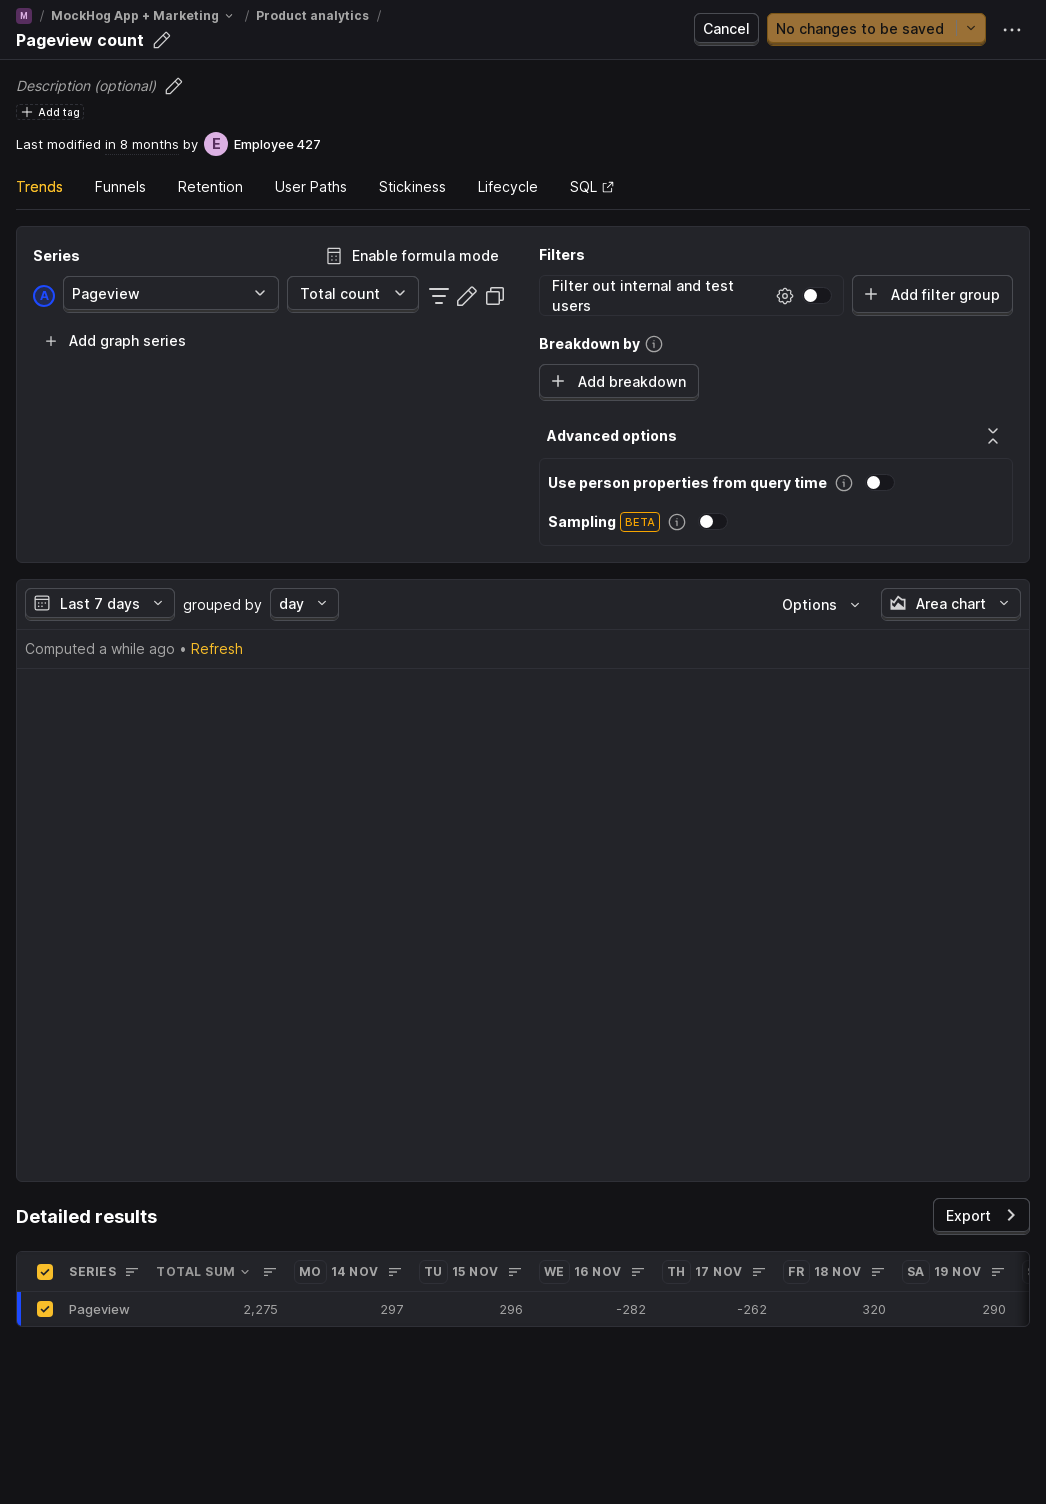 M / MockHog App + Marketing / Product analytics /
Pageview count
Cancel
No changes to be saved
Description (optional)
Add tag
Last modified in 8 months by E Employee 427
Trends Funnels Retention User Paths Stickiness Lifecycle SQL
Series
Enable formula mode
A Pageview Total count
Add graph series
Filters
Filter out internal and test
users
Add filter group
Breakdown by
Add breakdown
Advanced options
Use person properties from query time
Sampling BETA
Last 7 days grouped by day
Options Area chart
Computed a while ago • Refresh
Detailed results
Export
SERIES TOTAL SUM MO 14 NOV TU 15 NOV WE 16 NOV TH 17 NOV FR 18 NOV SA 19 NOV
Pageview 2,275 297 296 -282 -262 320 290